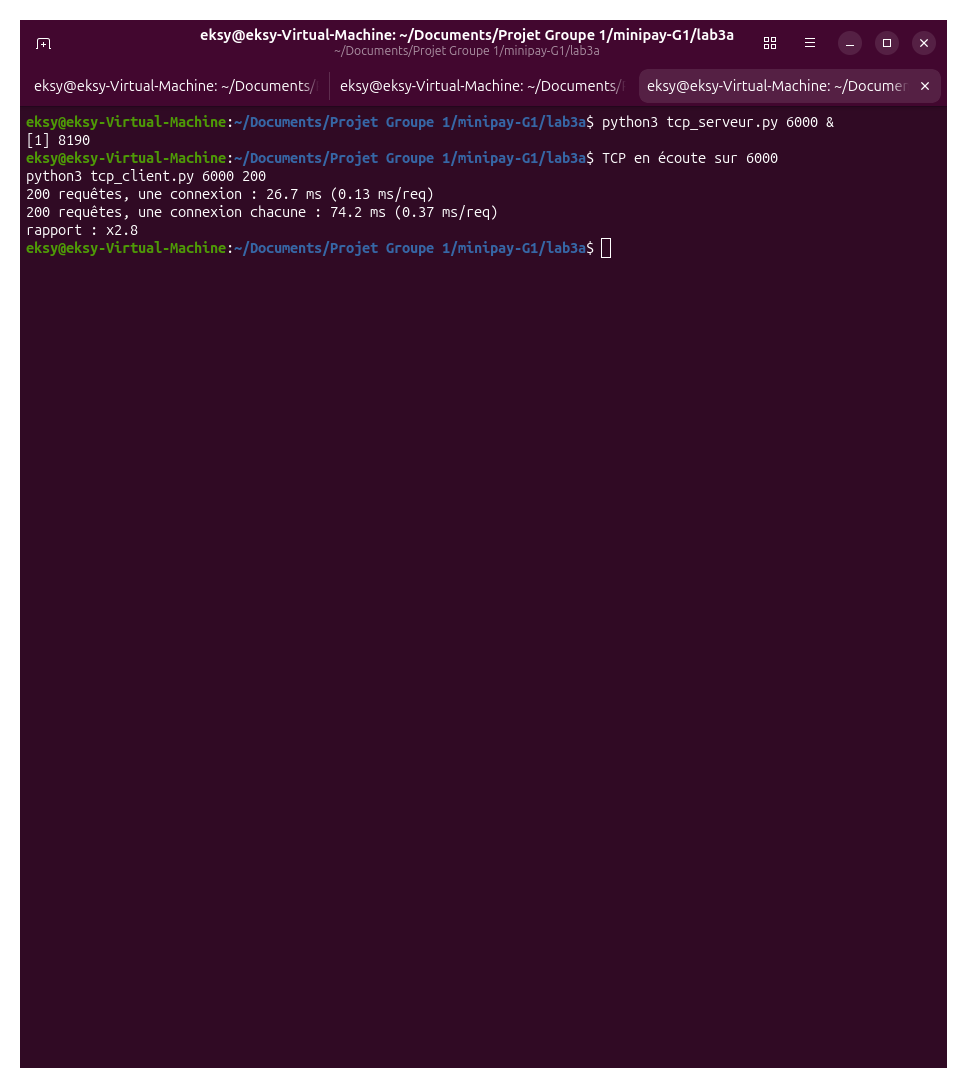 eksy@eksy-Virtual-Machine: ~/Documents/Projet Groupe 1/minipay-G1/lab3a
~/Documents/Projet Groupe 1/minipay-G1/lab3a
eksy@eksy-Virtual-Machine: ~/Documents/ eksy@eksy-Virtual-Machine: ~/Documents/ eksy@eksy-Virtual-Machine: ~/Documen
eksy@eksy-Virtual-Machine:~/Documents/Projet Groupe 1/minipay-G1/lab3a$ python3 tcp_serveur.py 6000 &
[1] 8190
eksy@eksy-Virtual-Machine:~/Documents/Projet Groupe 1/minipay-G1/lab3a$ TCP en écoute sur 6000
python3 tcp_client.py 6000 200
200 requêtes, une connexion : 26.7 ms (0.13 ms/req)
200 requêtes, une connexion chacune : 74.2 ms (0.37 ms/req)
rapport : x2.8
eksy@eksy-Virtual-Machine:~/Documents/Projet Groupe 1/minipay-G1/lab3a$